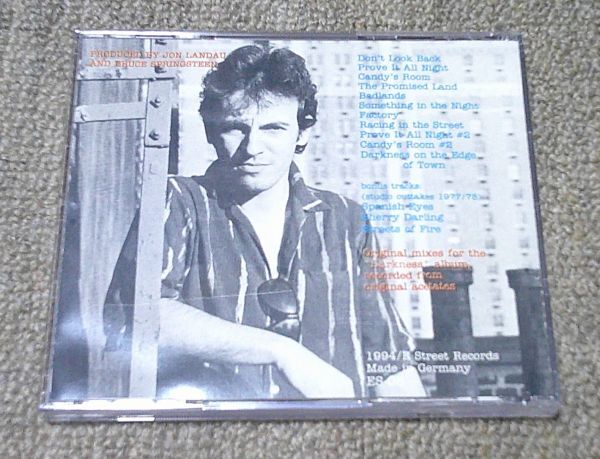 PRODUCED BY JON LANDAU
AND BRUCE SPRINGSTEEN
Don't Look Back
Prove It All Night
Candy's Room
The Promised Land
Badlands
Something in the Night
Factory
Racing in the Street
Prove It All Night #2
Candy's Room #2
Darkness on the Edge
of Town
bonus tracks
(studio outtakes 1977/78)
Spanish Eyes
Sherry Darling
Streets of Fire
Original mixes for the
'Darkness' album,
recorded from
original acetates
1994/E Street Records
Made in Germany
ES